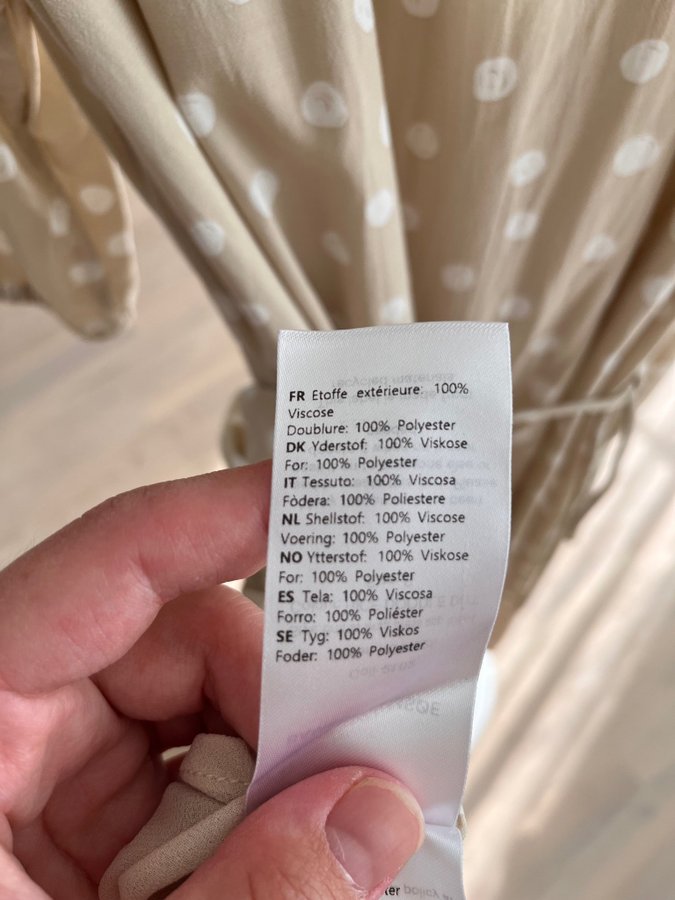 FR Etoffe extérieure: 100%
Viscose
Doublure: 100% Polyester
DK Yderstof: 100% Viskose
For: 100% Polyester
IT Tessuto: 100% Viscosa
Fòdera: 100% Poliestere
NL Shellstof: 100% Viscose
Voering: 100% Polyester
NO Ytterstof: 100% Viskose
For: 100% Polyester
ES Tela: 100% Viscosa
Forro: 100% Poliéster
SE Tyg: 100% Viskos
Foder: 100% Polyester
policy